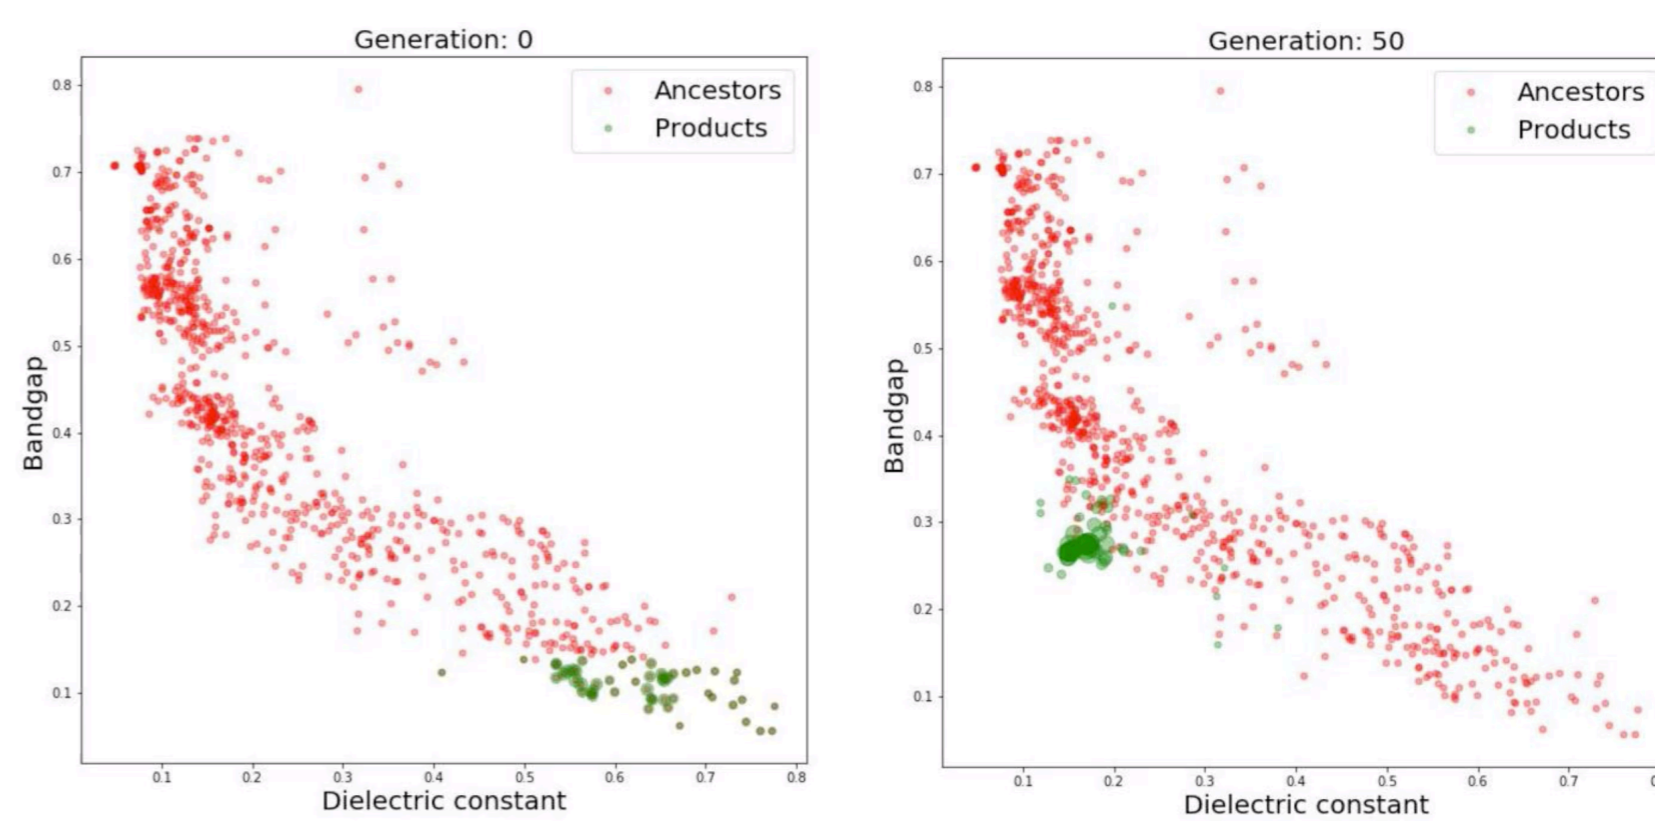 Generation: 0
Ancestors
Products
0.8
0.7
0.6
0.5
0.4
0.3
0.2
0.1
Bandgap
0.1 0.2 0.3 0.4 0.5 0.6 0.7 0.8
Dielectric constant
Generation: 50
Ancestors
Products
0.8
0.7
0.6
0.5
0.4
0.3
0.2
0.1
Bandgap
0.1 0.2 0.3 0.4 0.5 0.6 0.7
Dielectric constant